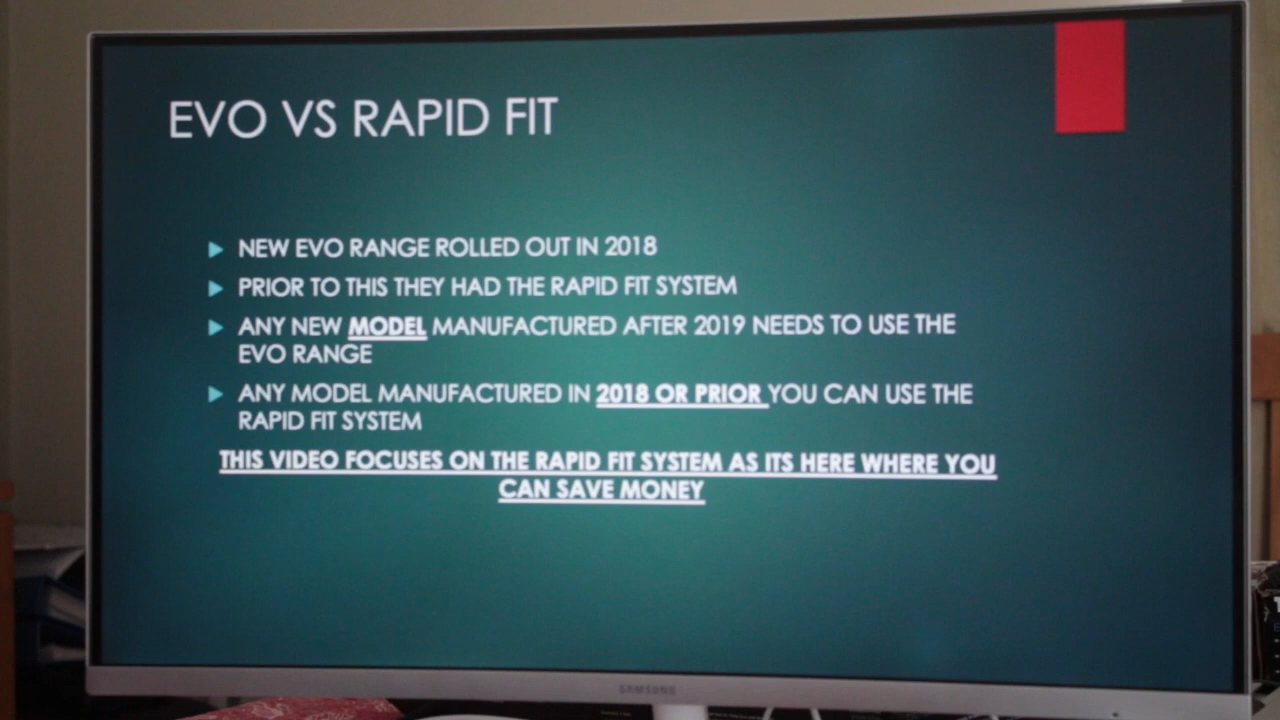 EVO VS RAPID FIT
NEW EVO RANGE ROLLED OUT IN 2018
PRIOR TO THIS THEY HAD THE RAPID FIT SYSTEM
ANY NEW MODEL MANUFACTURED AFTER 2019 NEEDS TO USE THE
EVO RANGE
ANY MODEL MANUFACTURED IN 2018 OR PRIOR YOU CAN USE THE
RAPID FIT SYSTEM
THIS VIDEO FOCUSES ON THE RAPID FIT SYSTEM AS ITS HERE WHERE YOU
CAN SAVE MONEY
SAMSUNG